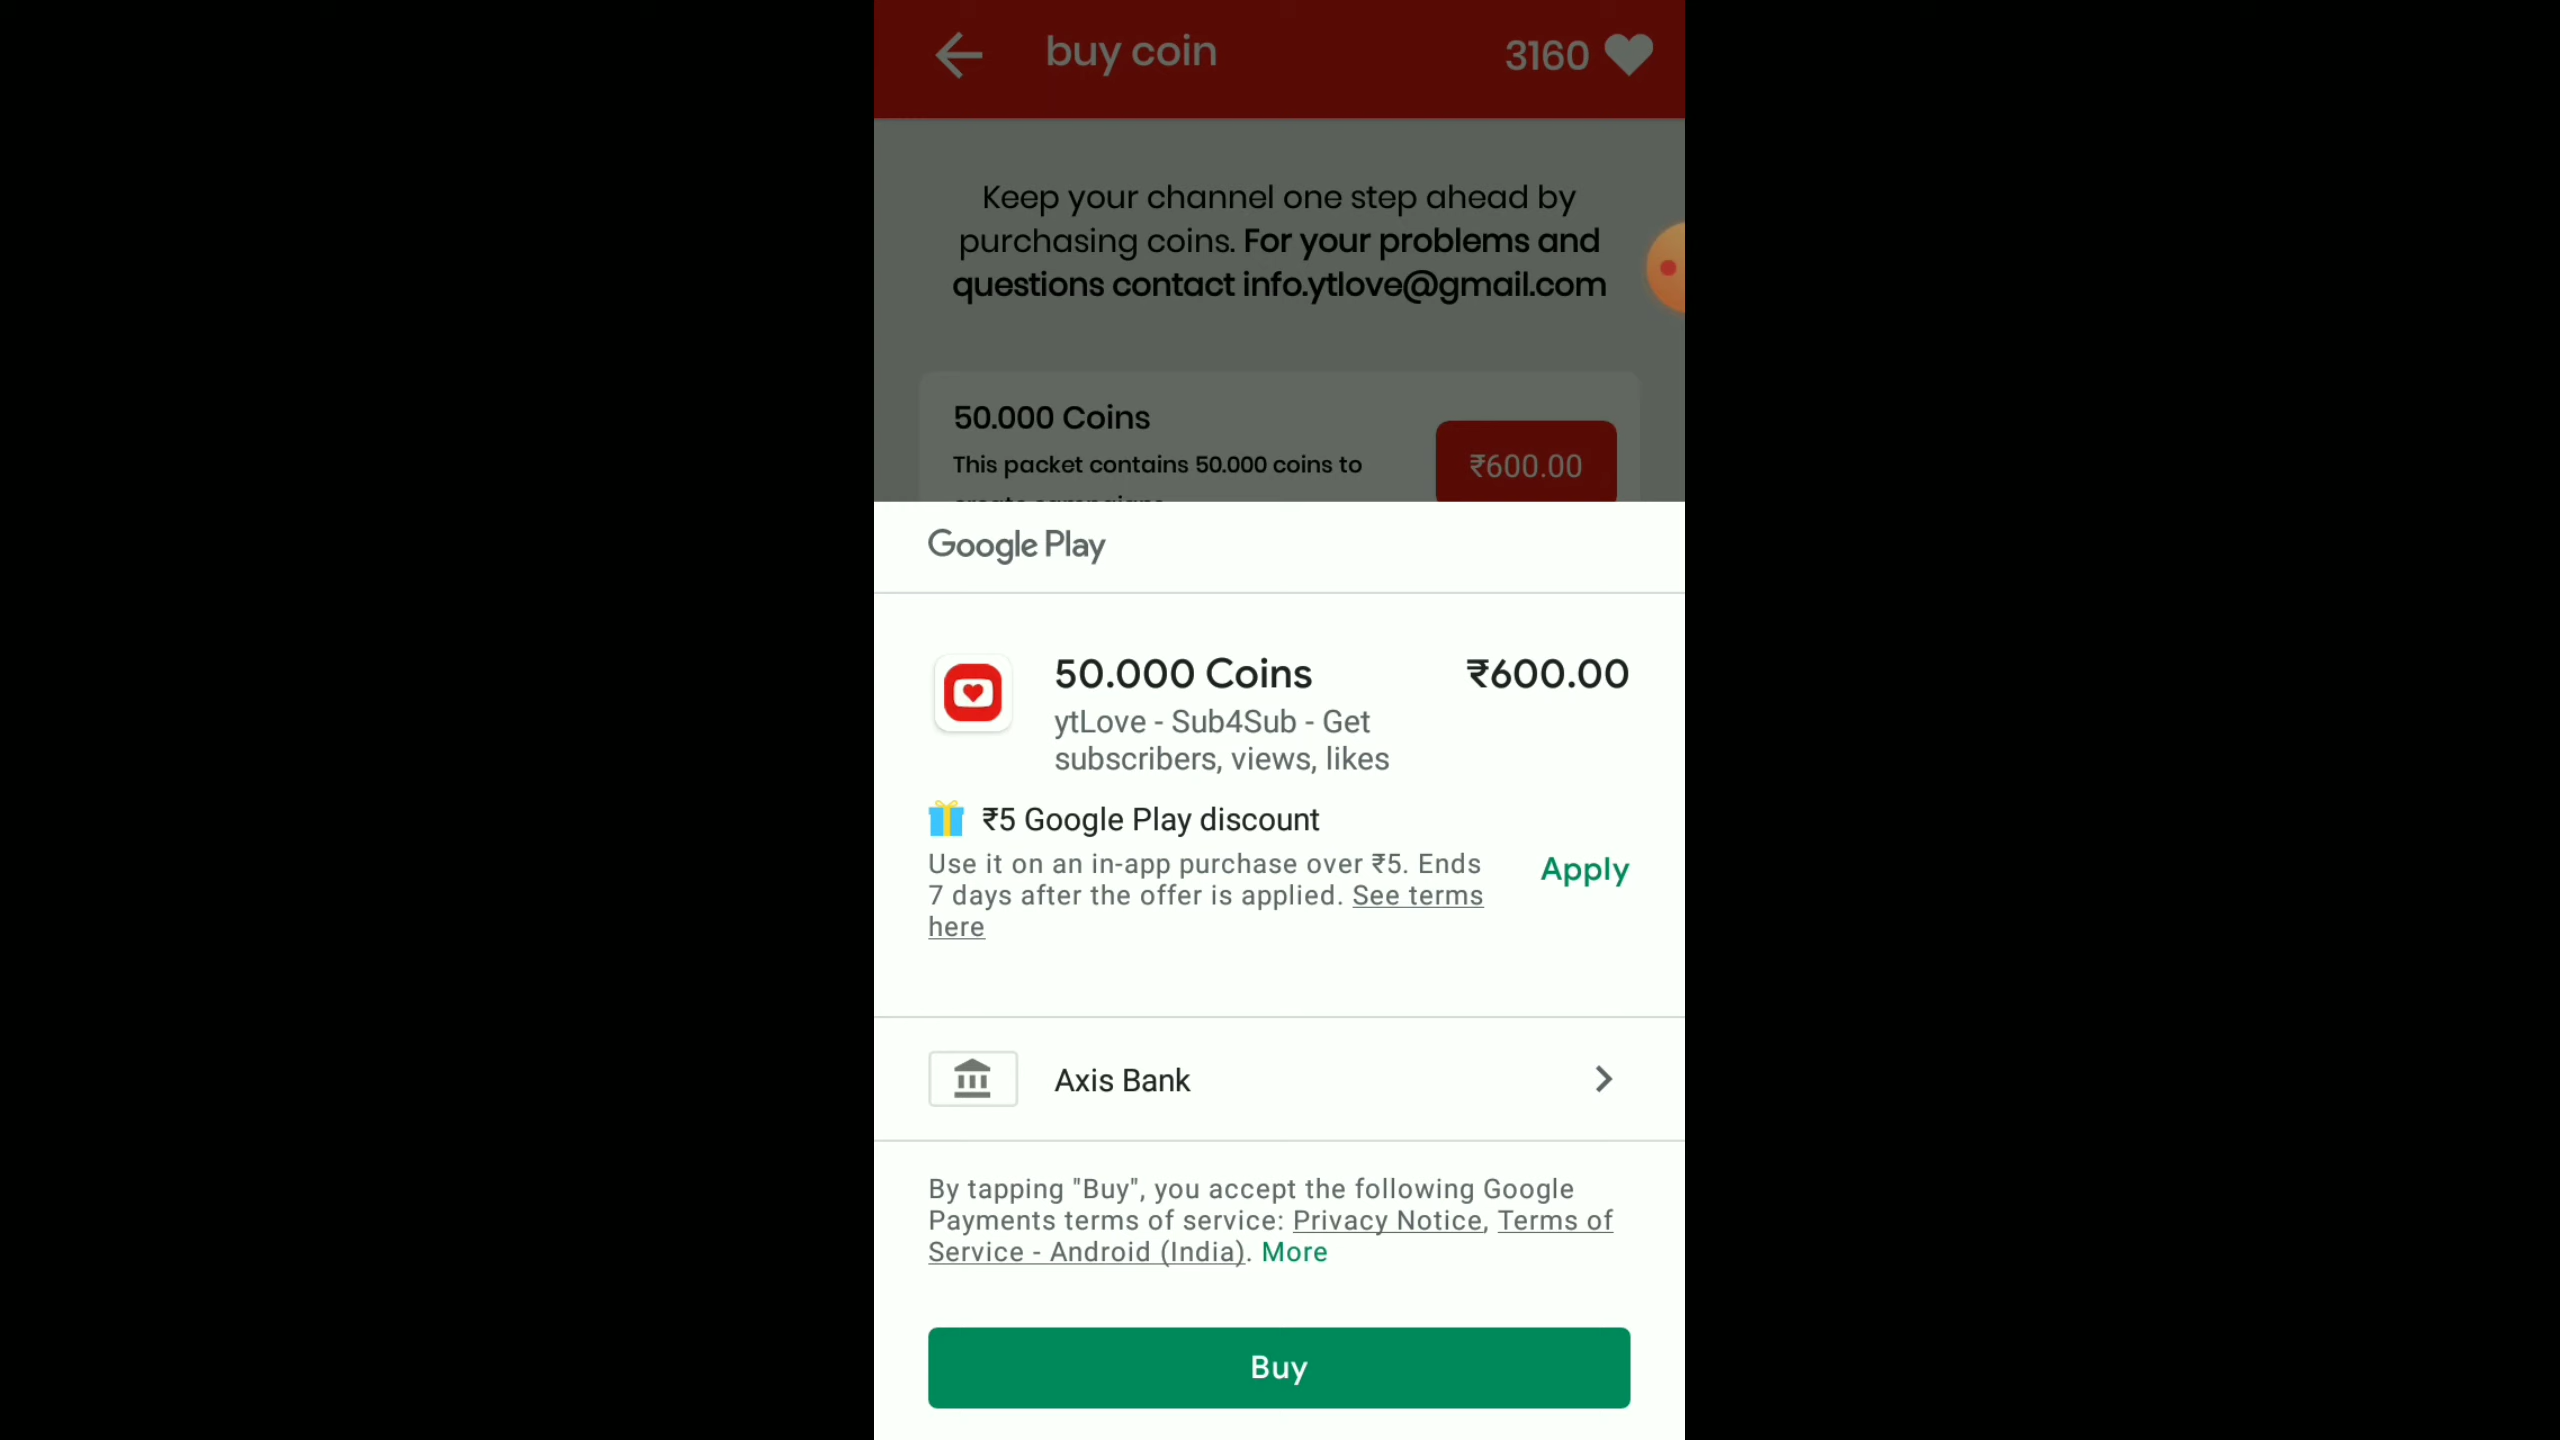 buy coin
3160
Keep your channel one step ahead by
purchasing coins. For your problems and
questions contact info.ytlove@gmail.com
50.000 Coins
This packet contains 50.000 coins to
₹600.00
Google Play
50.000 Coins
₹600.00
ytLove - Sub4Sub - Get
subscribers, views, likes
₹5 Google Play discount
Use it on an in-app purchase over ₹5. Ends
7 days after the offer is applied. See terms
here
Apply
Axis Bank
By tapping "Buy", you accept the following Google
Payments terms of service: Privacy Notice, Terms of
Service - Android (India). More
Buy